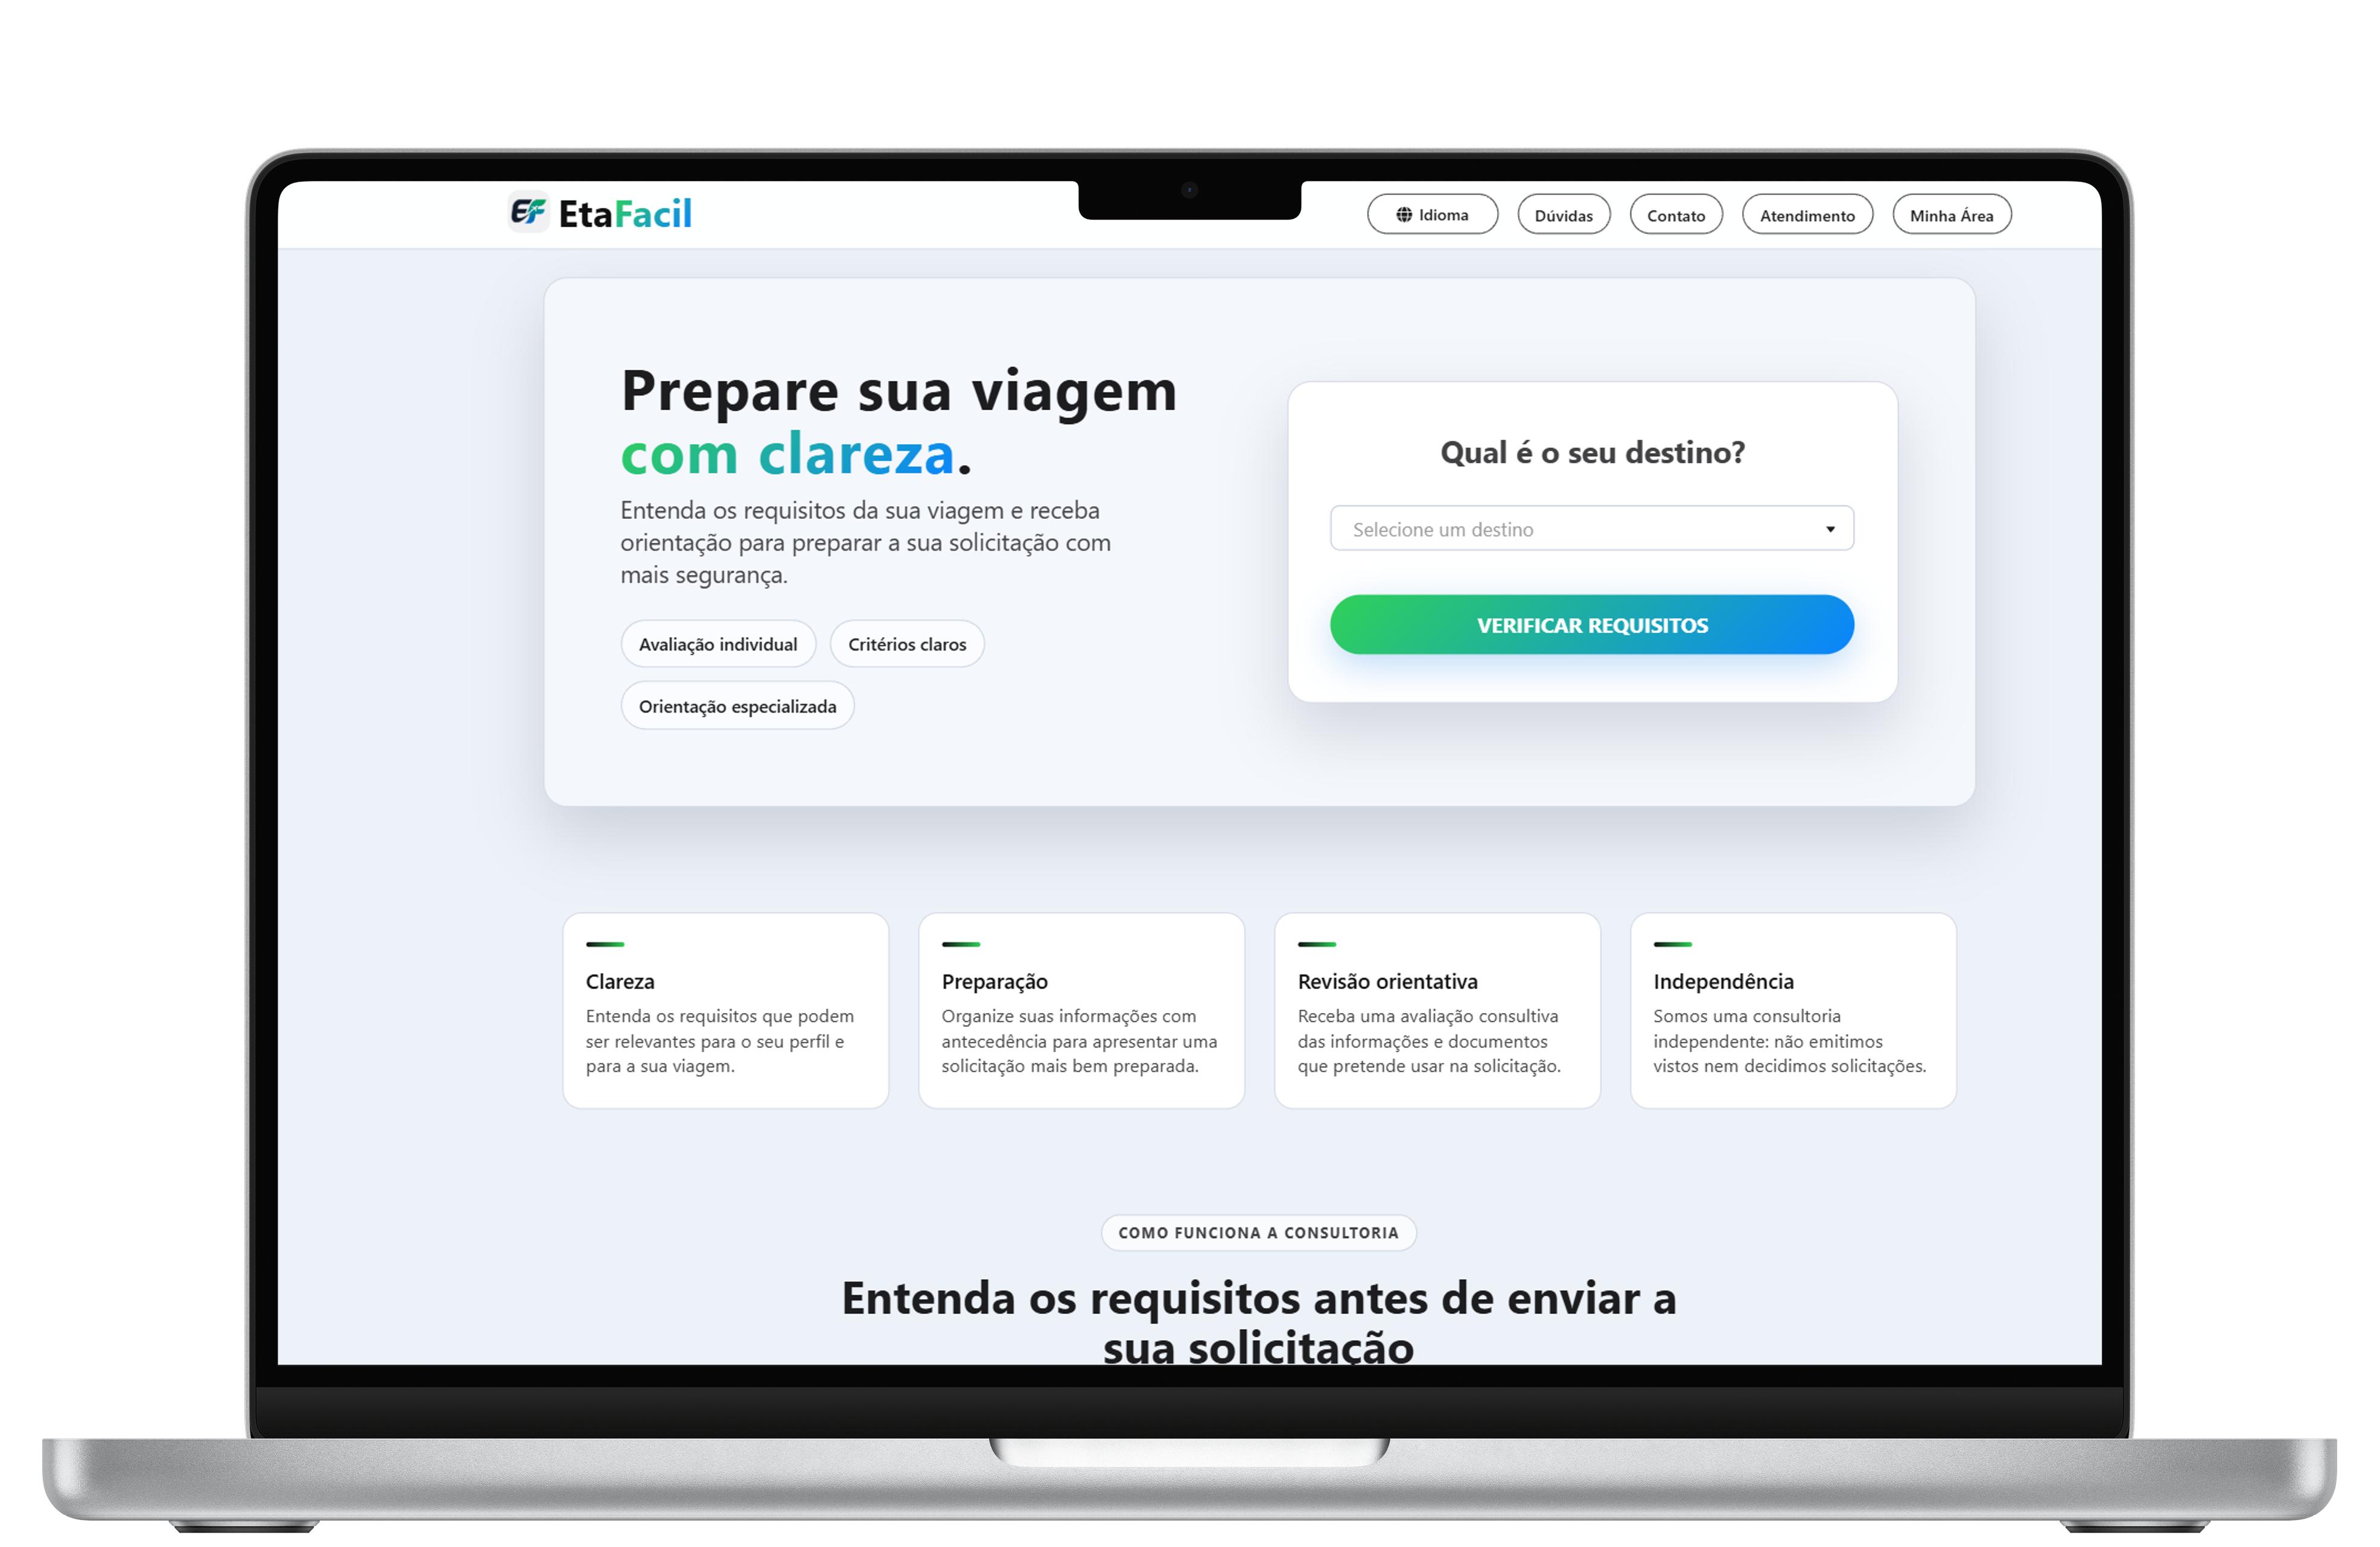 EF EtaFacil
Idioma
Dúvidas
Contato
Atendimento
Minha Área
Prepare sua viagem
com clareza.
Entenda os requisitos da sua viagem e receba
orientação para preparar a sua solicitação com
mais segurança.
Avaliação individual
Critérios claros
Orientação especializada
Qual é o seu destino?
Selecione um destino
VERIFICAR REQUISITOS
Clareza
Entenda os requisitos que podem
ser relevantes para o seu perfil e
para a sua viagem.
Preparação
Organize suas informações com
antecedência para apresentar uma
solicitação mais bem preparada.
Revisão orientativa
Receba uma avaliação consultiva
das informações e documentos
que pretende usar na solicitação.
Independência
Somos uma consultoria
independente: não emitimos
vistos nem decidimos solicitações.
COMO FUNCIONA A CONSULTORIA
Entenda os requisitos antes de enviar a
sua solicitação